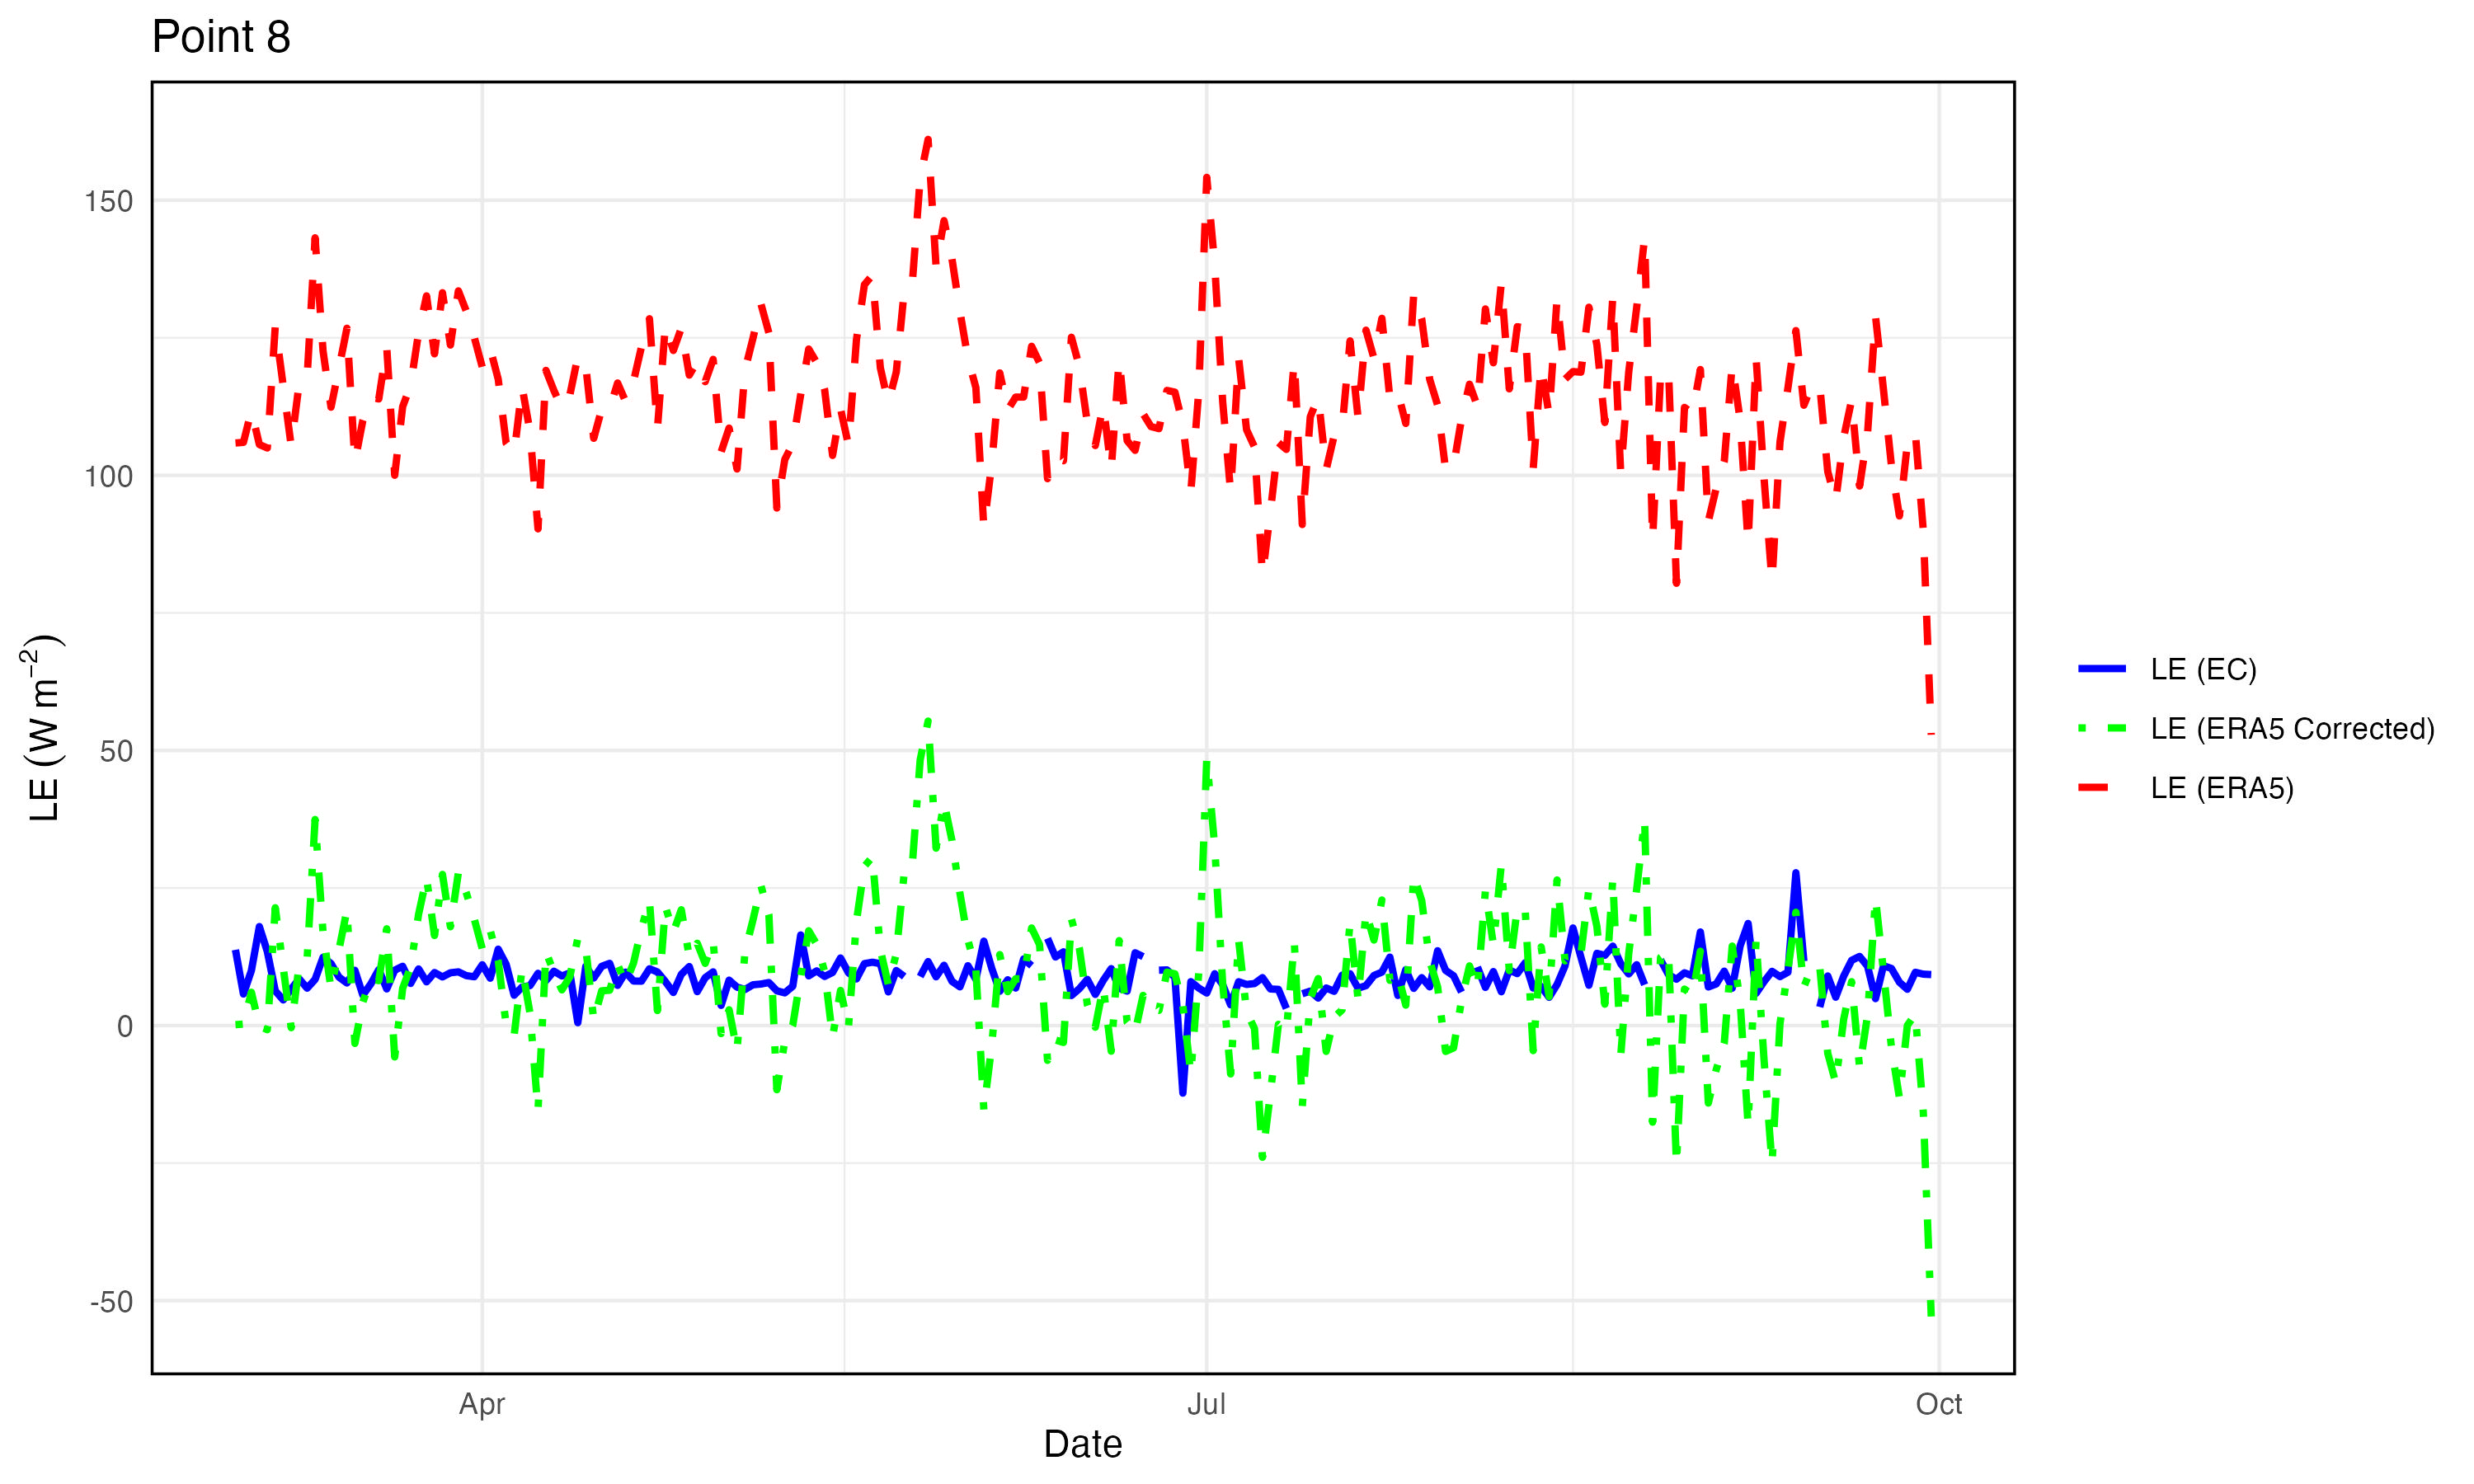 Point 8
LE (W m⁻²)
150
100
50
0
-50
Apr
Jul
Oct
Date
LE (EC)
LE (ERA5 Corrected)
LE (ERA5)